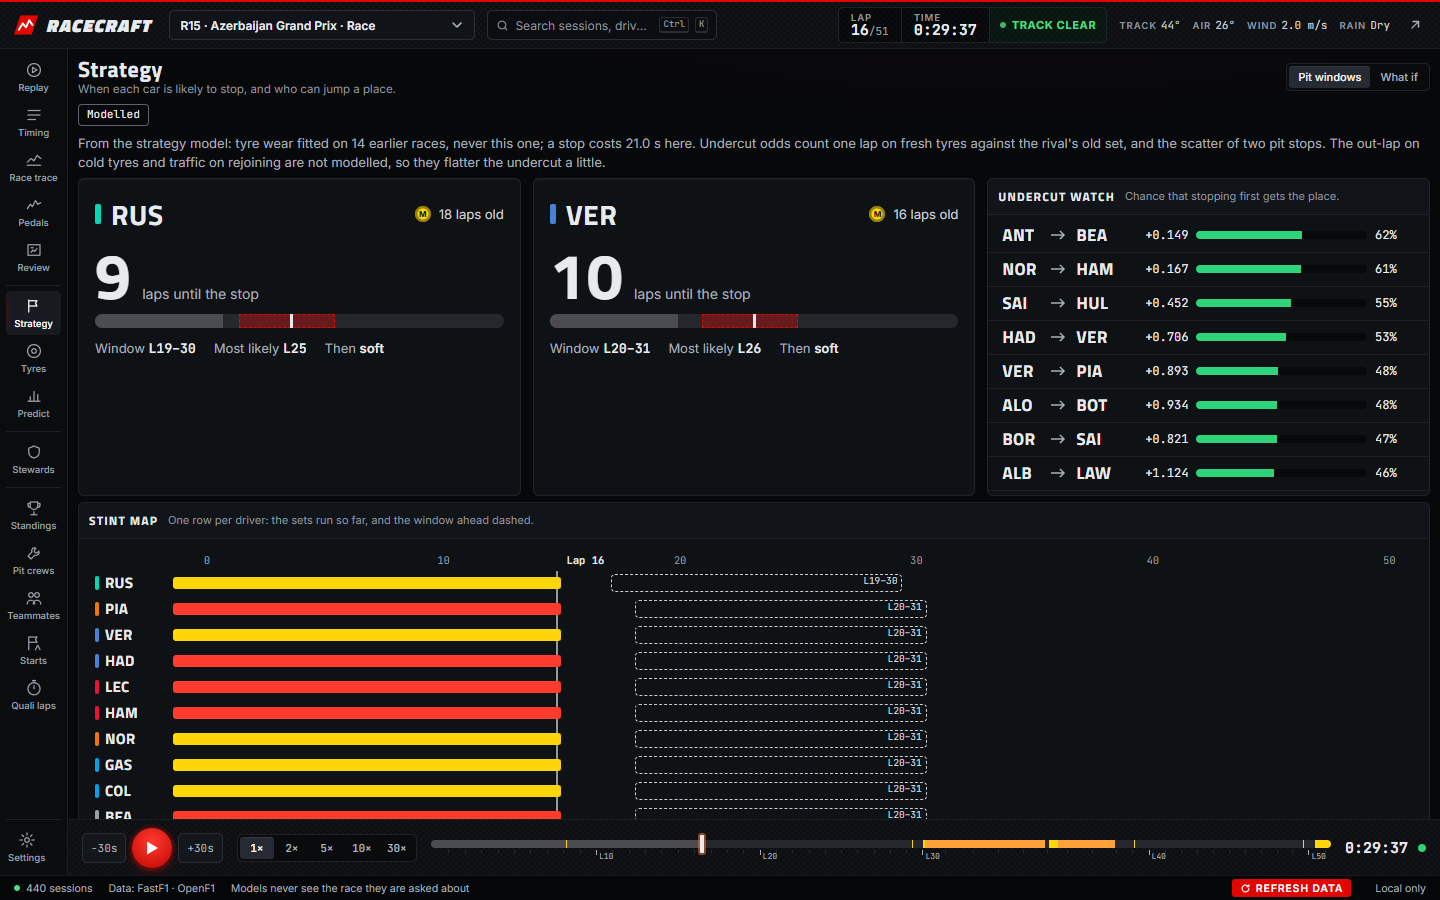 RACECRAFT
R15 · Azerbaijan Grand Prix · Race
Search sessions, driv... Ctrl K
LAP 16/51
TIME 0:29:37
TRACK CLEAR
TRACK 44° AIR 26° WIND 2.0 m/s RAIN Dry
Replay
Timing
Race trace
Pedals
Review
Strategy
Tyres
Predict
Stewards
Standings
Pit crews
Teammates
Starts
Quali laps
Settings
Strategy
When each car is likely to stop, and who can jump a place.
Pit windows What if
Modelled
From the strategy model: tyre wear fitted on 14 earlier races, never this one; a stop costs 21.0 s here. Undercut odds count one lap on fresh tyres against the rival's old set, and the scatter of two pit stops. The out-lap on
cold tyres and traffic on rejoining are not modelled, so they flatter the undercut a little.
RUS M 18 laps old
9 laps until the stop
Window L19–30 Most likely L25 Then soft
VER M 16 laps old
10 laps until the stop
Window L20–31 Most likely L26 Then soft
UNDERCUT WATCH Chance that stopping first gets the place.
ANT → BEA +0.149 62%
NOR → HAM +0.167 61%
SAI → HUL +0.452 55%
HAD → VER +0.706 53%
VER → PIA +0.893 48%
ALO → BOT +0.934 48%
BOR → SAI +0.821 47%
ALB → LAW +1.124 46%
STINT MAP One row per driver: the sets run so far, and the window ahead dashed.
0 10 Lap 16 20 30 40 50
RUS L19–30
PIA L20–31
VER L20–31
HAD L20–31
LEC L20–31
HAM L20–31
NOR L20–31
GAS L20–31
COL L20–31
BEA L20–31
-30s +30s 1× 2× 5× 10× 30×
L10 L20 L30 L40 L50
0:29:37
440 sessions Data: FastF1 · OpenF1 Models never see the race they are asked about
REFRESH DATA Local only